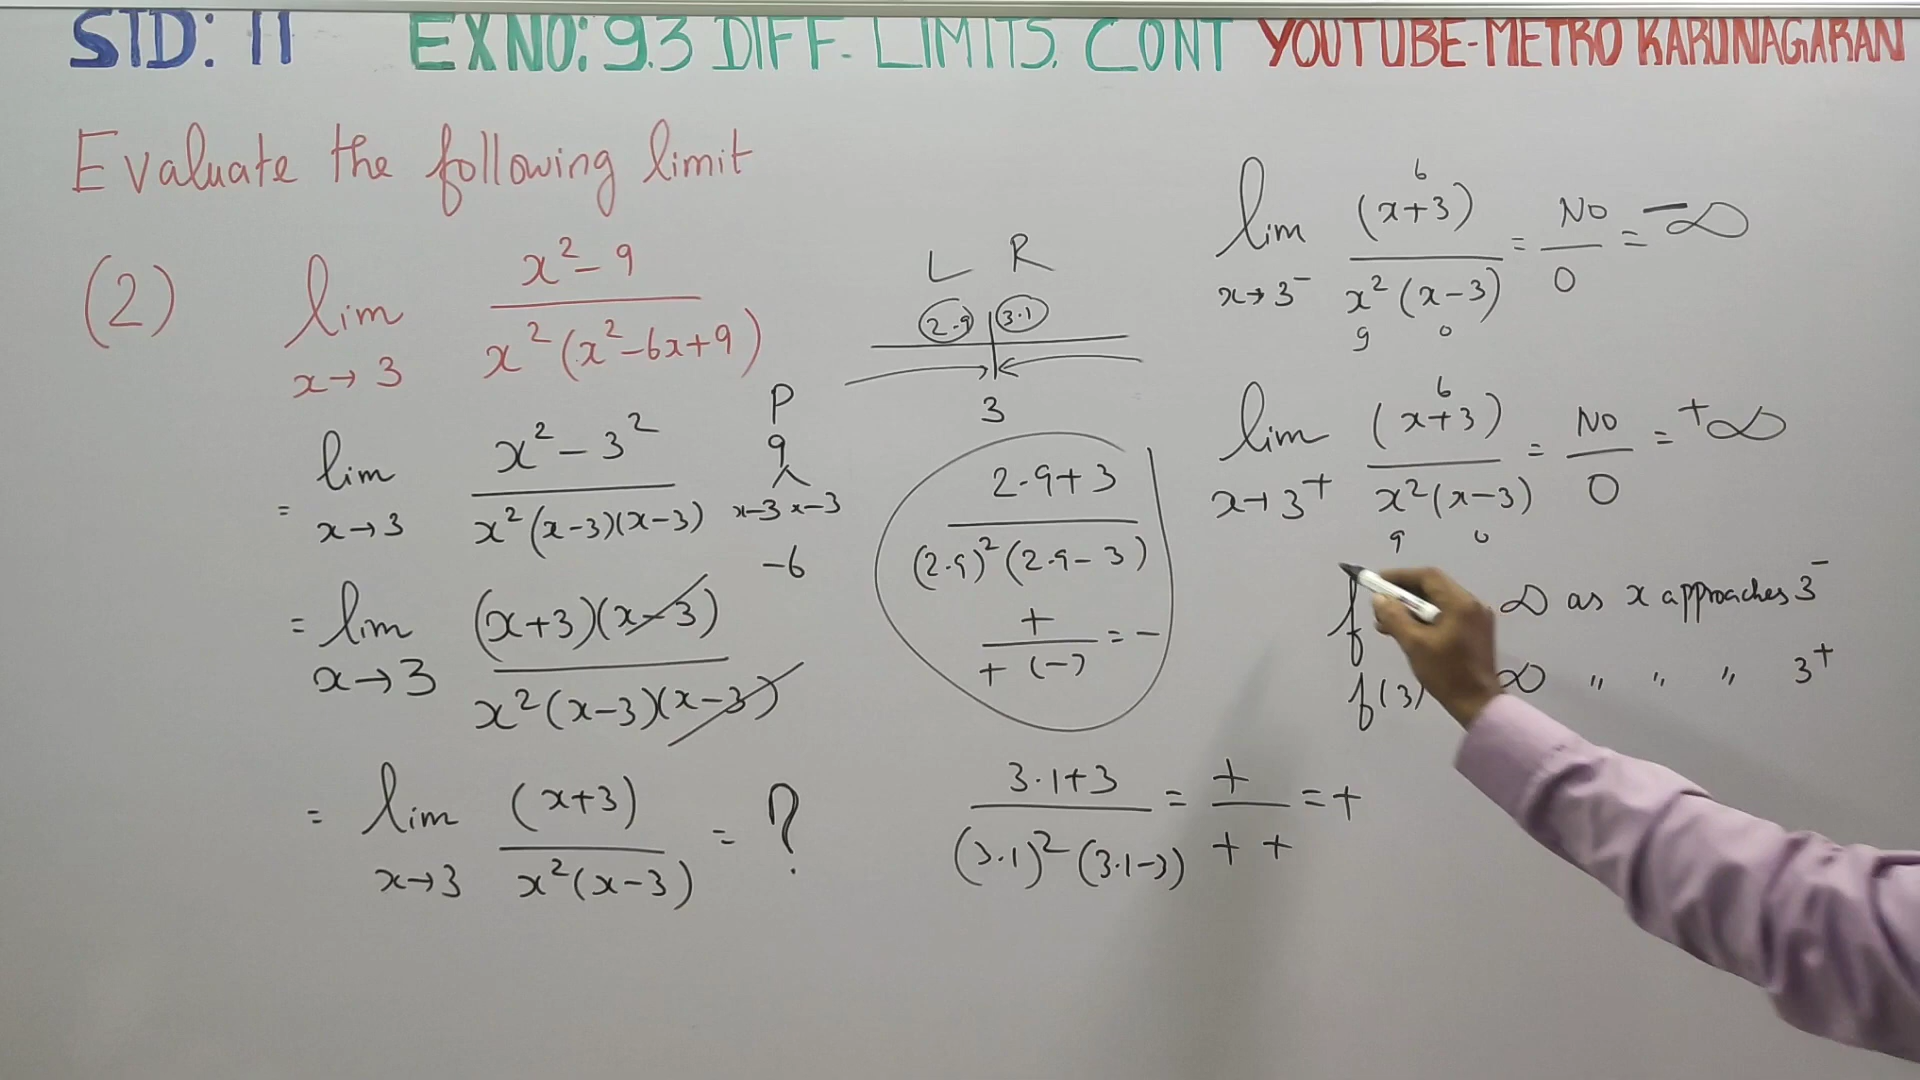 STD: 11 EX NO: 9.3 DIFF. LIMITS. CONT YOUTUBE-METRO KARUNAGARAN
Evaluate the following limit
(2) lim x→3 x²-9 / x²(x²-6x+9)
= lim x→3 x²-3² / x²(x-3)(x-3)
P
9
x-3 x-3
-6
= lim x→3 (x+3)(x-3) / x²(x-3)(x-3)
= lim x→3 (x+3) / x²(x-3) = ?
L R
2.9 3.1
3
2.9+3 / (2.9)²(2.9-3)
+ / + (-) = -
3.1+3 / (3.1)²(3.1-3) = + / + + = +
6
lim x→3⁻ (x+3) / x²(x-3) = No / 0 = -∞
9 0
6
lim x→3⁺ (x+3) / x²(x-3) = No / 0 = +∞
9 0
f ∞ as x approaches 3⁻
f(3) ∞ " " " 3⁺